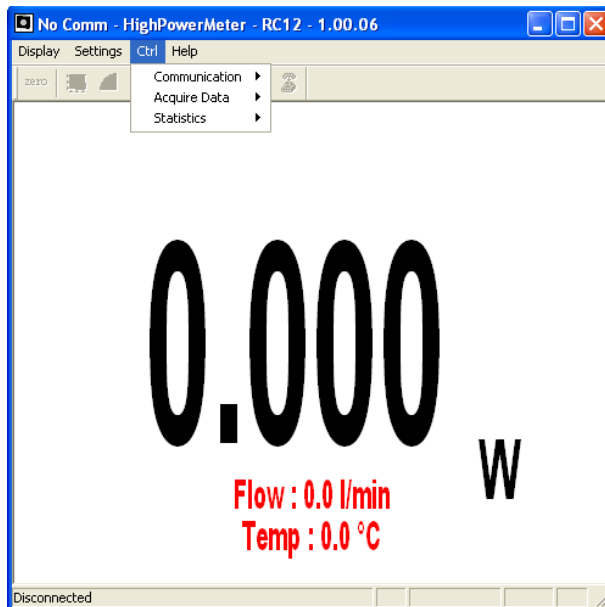 No Comm - HighPowerMeter - RC12 - 1.00.06
Display Settings Ctrl Help
zero
Communication
Acquire Data
Statistics
0.000
W
Flow : 0.0 l/min
Temp : 0.0 °C
Disconnected